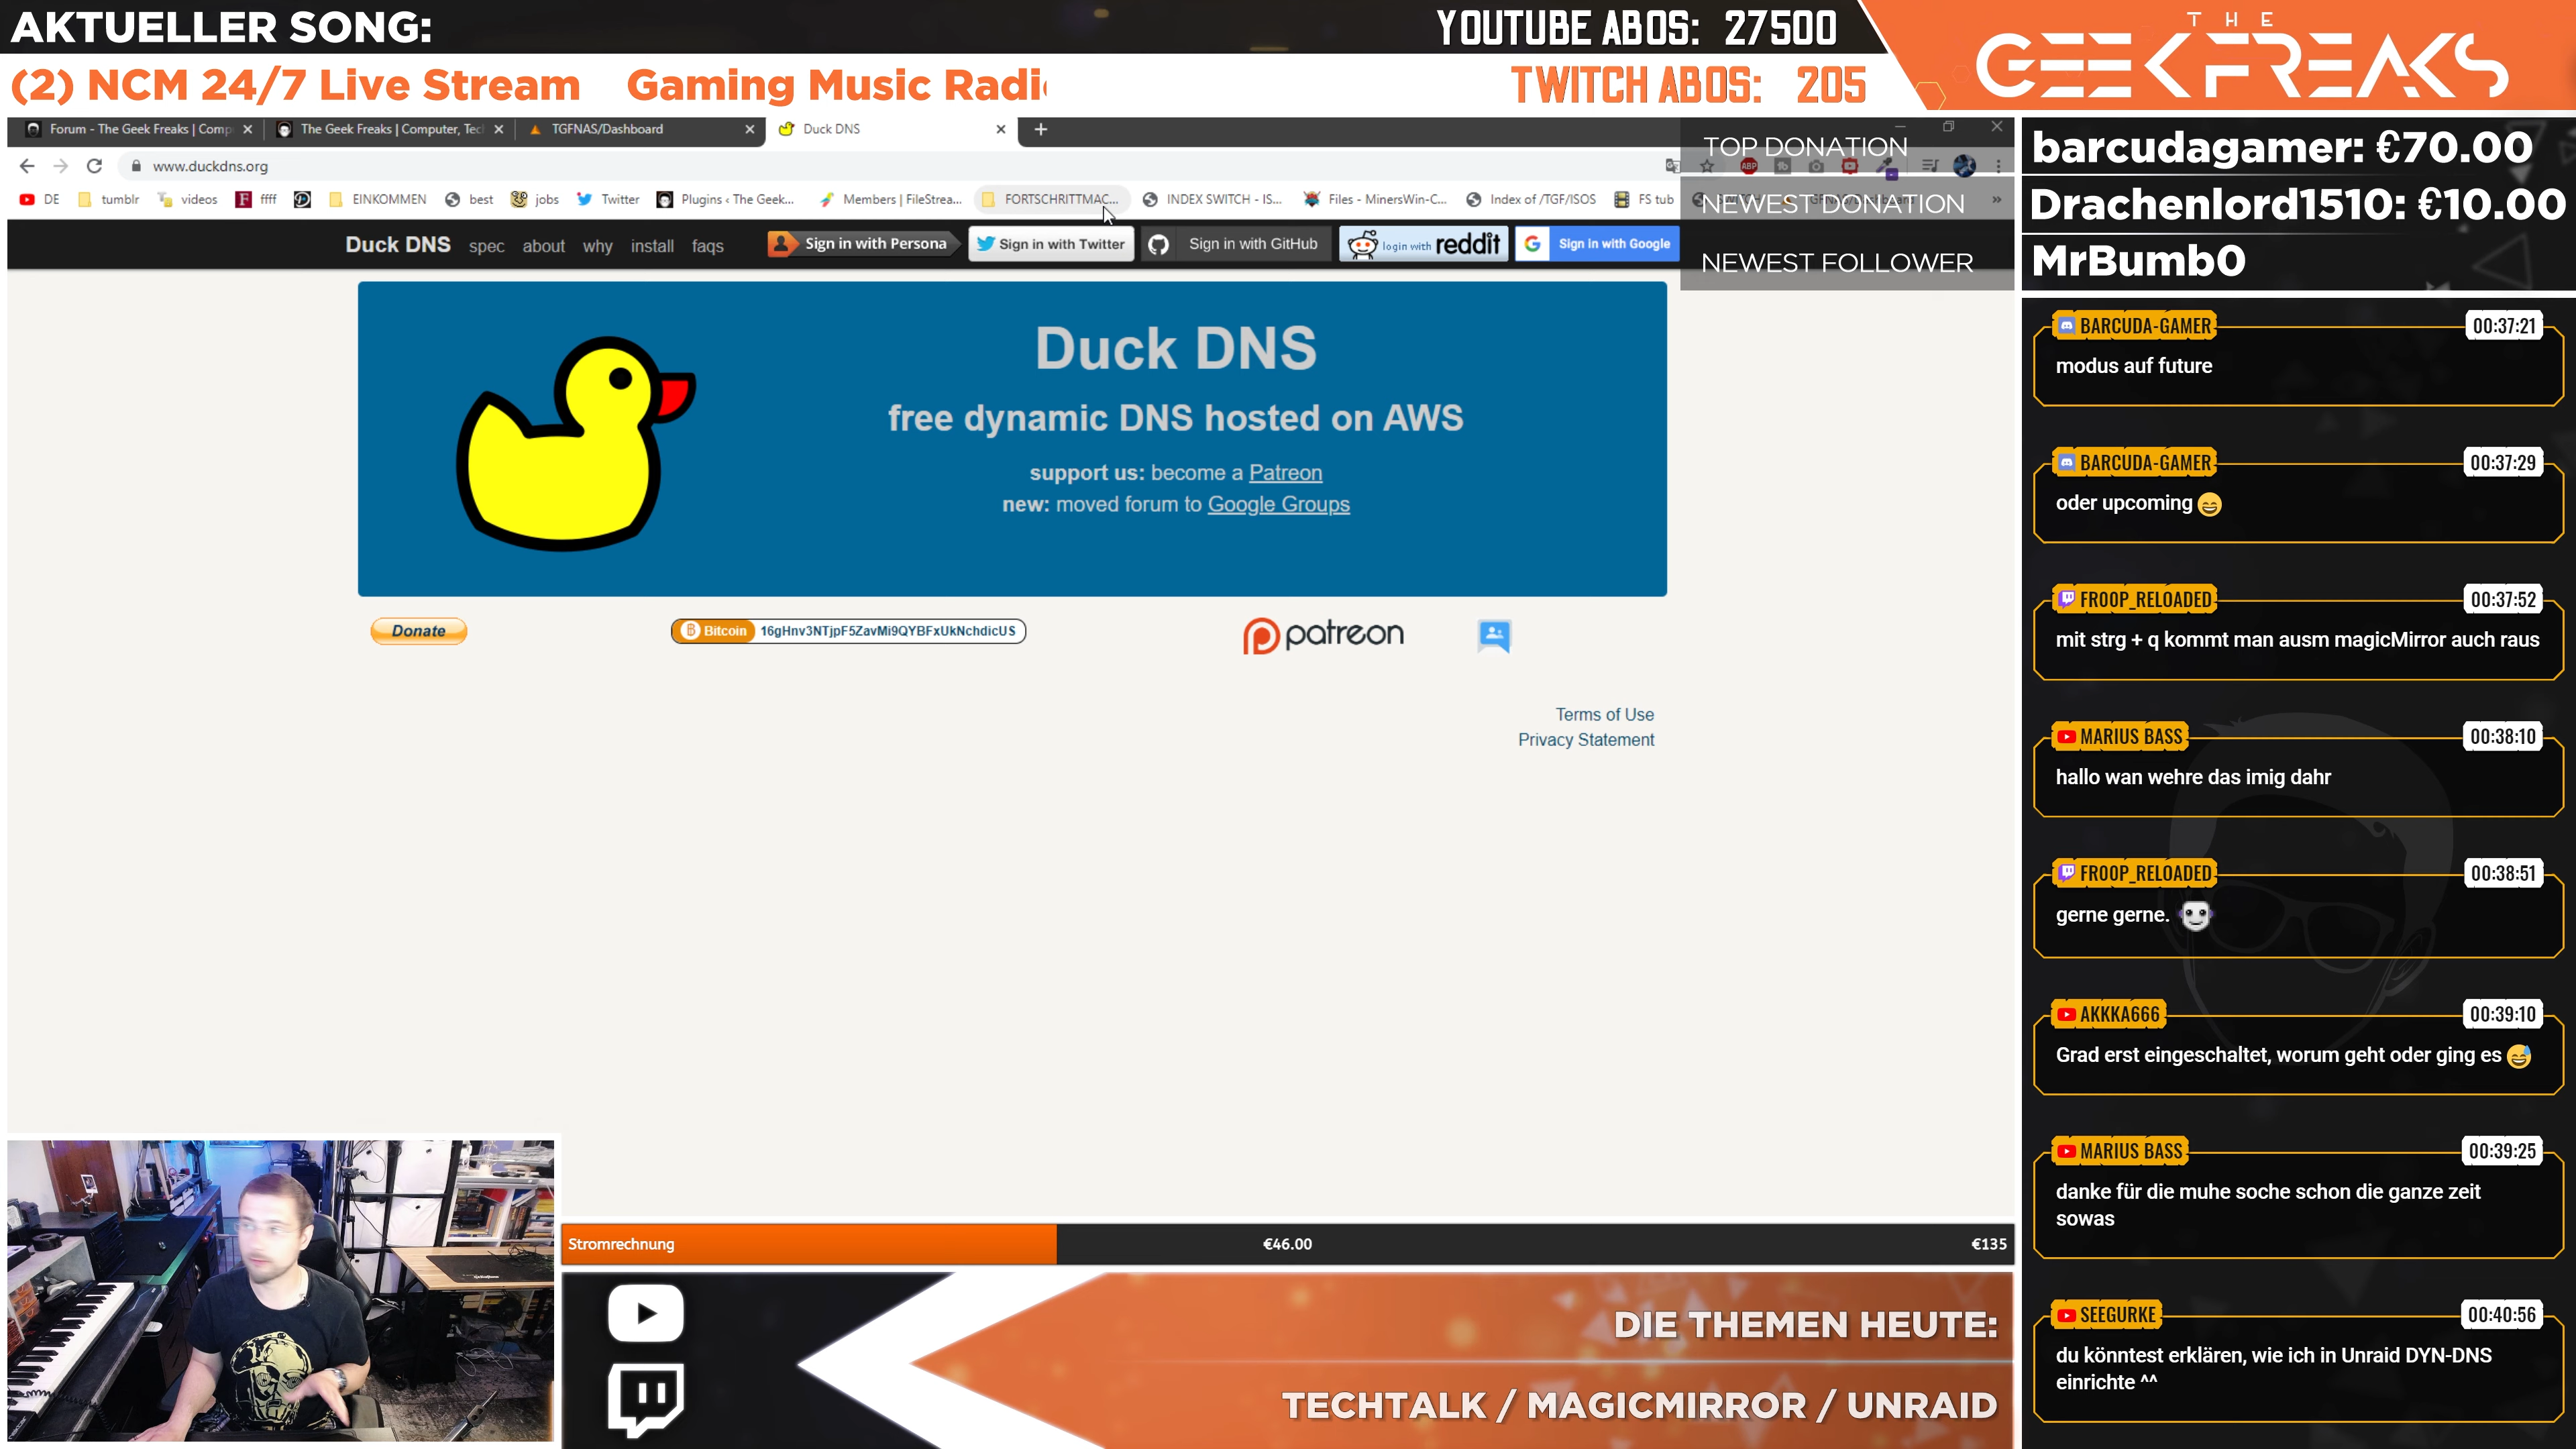 AKTUELLER SONG:
(2) NCM 24/7 Live Stream Gaming Music Radi
YOUTUBE ABOS: 27500
TWITCH ABOS: 205
THE
GEEKFREAKS
Forum - The Geek Freaks | Comp
The Geek Freaks | Computer, Tec
TGFNAS/Dashboard
Duck DNS
www.duckdns.org
DE
tumblr
videos
ffff
EINKOMMEN
best
jobs
Twitter
Plugins ‹ The Geek...
Members | FileStrea...
FORTSCHRITTMAC...
INDEX SWITCH - IS...
Files - MinersWin-C...
Index of /TGF/ISOS
FS tub
»
Duck DNS spec about why install faqs
Sign in with Persona
Sign in with Twitter
Sign in with GitHub
login with reddit
Sign in with Google
TOP DONATION
NEWEST DONATION
NEWEST FOLLOWER
barcudagamer: €70.00
Drachenlord1510: €10.00
MrBumb0
Duck DNS
free dynamic DNS hosted on AWS
support us: become a Patreon
new: moved forum to Google Groups
Donate
Bitcoin 16gHnv3NTjpF5ZavMi9QYBFxUkNchdicUS
patreon
Terms of Use
Privacy Statement
BARCUDA-GAMER 00:37:21
modus auf future
BARCUDA-GAMER 00:37:29
oder upcoming 😄
FROOP_RELOADED 00:37:52
mit strg + q kommt man ausm magicMirror auch raus
MARIUS BASS 00:38:10
hallo wan wehre das imig dahr
FROOP_RELOADED 00:38:51
gerne gerne.
AKKKA666 00:39:10
Grad erst eingeschaltet, worum geht oder ging es 😅
MARIUS BASS 00:39:25
danke für die muhe soche schon die ganze zeit
sowas
SEEGURKE 00:40:56
du könntest erklären, wie ich in Unraid DYN-DNS
einrichte ^^
Stromrechnung €46.00 €135
DIE THEMEN HEUTE:
TECHTALK / MAGICMIRROR / UNRAID